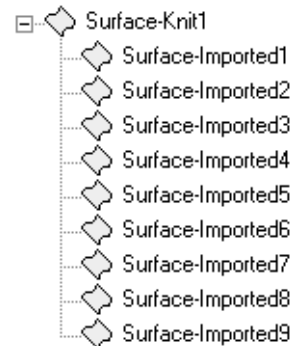 Surface-Knit1
Surface-Imported1
Surface-Imported2
Surface-Imported3
Surface-Imported4
Surface-Imported5
Surface-Imported6
Surface-Imported7
Surface-Imported8
Surface-Imported9